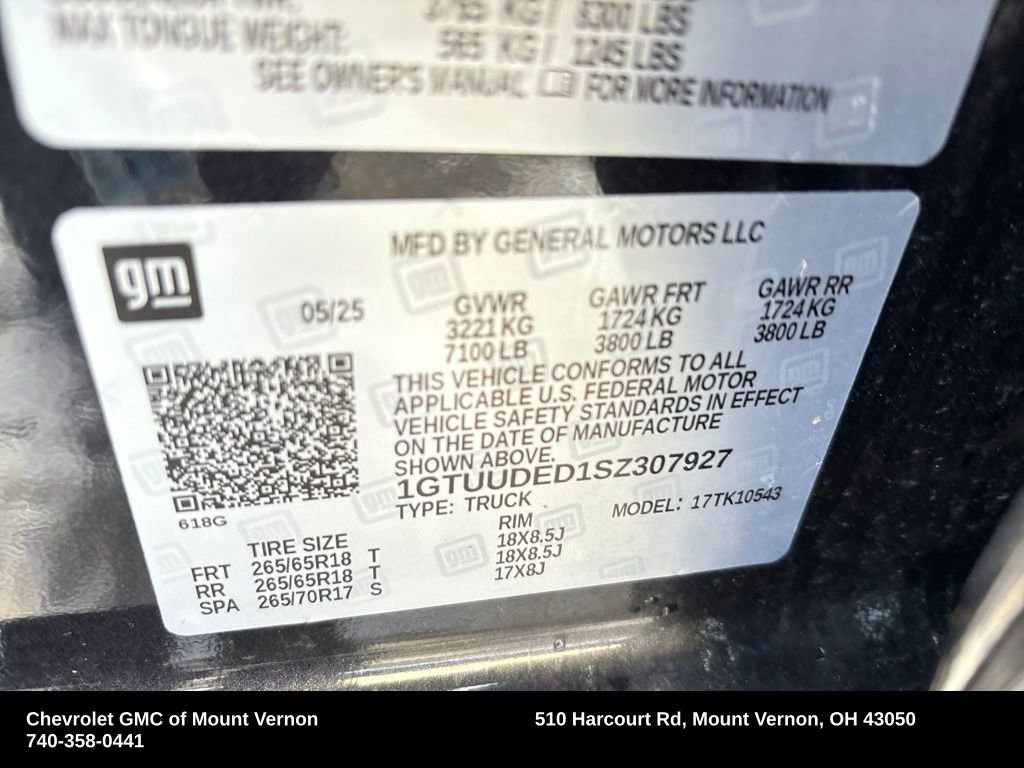 565 KG / 1245 LBS
8300 LBS
MAX TONGUE WEIGHT:
SEE OWNER'S MANUAL FOR MORE INFORMATION
gm
MFD BY GENERAL MOTORS LLC
05/25
GVWR GAWR FRT GAWR RR
3221 KG 1724 KG 1724 KG
7100 LB 3800 LB 3800 LB
THIS VEHICLE CONFORMS TO ALL
APPLICABLE U.S. FEDERAL MOTOR
VEHICLE SAFETY STANDARDS IN EFFECT
ON THE DATE OF MANUFACTURE
SHOWN ABOVE.
1GTUUDED1SZ307927
TYPE: TRUCK MODEL: 17TK10543
618G
TIRE SIZE RIM
FRT 265/65R18 T 18X8.5J
RR 265/65R18 T 18X8.5J
SPA 265/70R17 S 17X8J
Chevrolet GMC of Mount Vernon
740-358-0441
510 Harcourt Rd, Mount Vernon, OH 43050